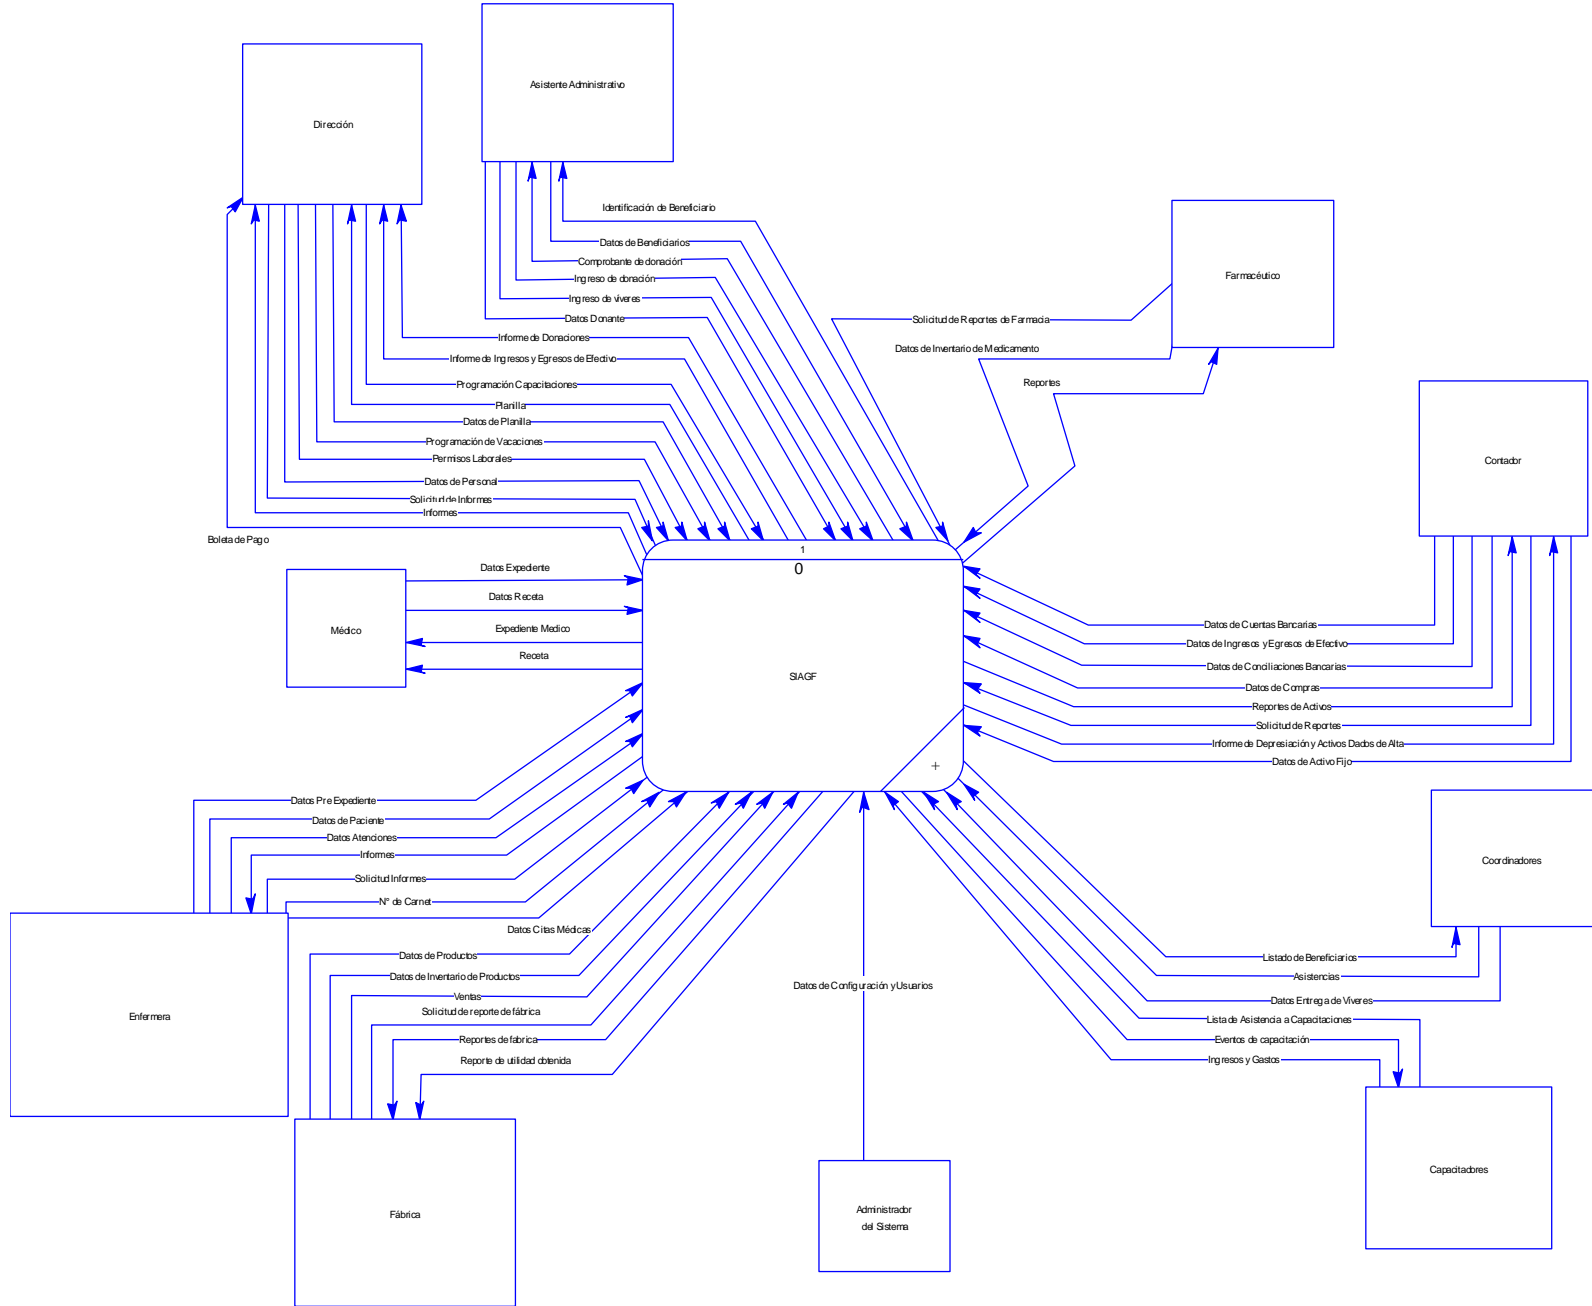 Asistente Administrativo
Dirección
Identificación de Beneficiario
Datos de Beneficiarios
Comprobante de donación
Ingreso de donación
Ingreso de víveres
Datos Donante
Informe de Donaciones
Informe de Ingresos y Egresos de Efectivo
Programación Capacitaciones
Planilla
Datos de Planilla
Programación de Vacaciones
Permisos Laborales
Datos de Personal
Solicitud de Informes
Informes
Boleta de Pago
Farmacéutico
Solicitud de Reportes de Farmacia
Datos de Inventario de Medicamento
Reportes
Contador
1
0
SIAGF
+
Médico
Datos Expediente
Datos Receta
Expediente Medico
Receta
Datos de Cuentas Bancarias
Datos de Ingresos y Egresos de Efectivo
Datos de Conciliaciones Bancarias
Datos de Compras
Reportes de Activos
Solicitud de Reportes
Informe de Depresiación y Activos Dados de Alta
Datos de Activo Fijo
Datos Pre Expediente
Datos de Paciente
Datos Atenciones
Informes
Solicitud Informes
N° de Carnet
Datos Citas Médicas
Enfermera
Datos de Productos
Datos de Inventario de Productos
Ventas
Solicitud de reporte de fábrica
Reportes de fabrica
Reporte de utilidad obtenida
Fábrica
Datos de Configuración y Usuarios
Administrador
del Sistema
Coordinadores
Listado de Beneficiarios
Asistencias
Datos Entrega de Viveres
Lista de Asistencia a Capacitaciones
Eventos de capacitación
Ingresos y Gastos
Capacitadores